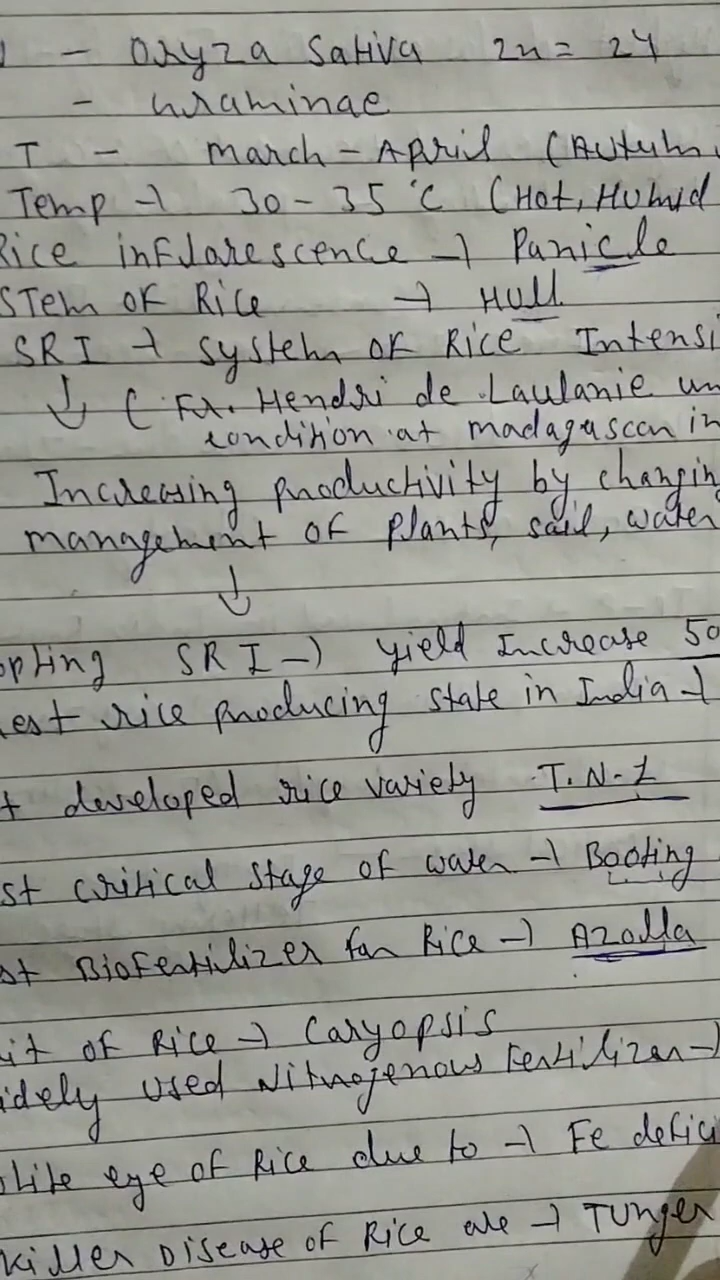 - Oryza Sativa 2n = 24
- Graminae
T - March - April (Autum
Temp → 30 - 35 °C (Hot, Humid
Rice inflarescence → Panicle
STem of Rice → Hull
SRI → System of Rice Intensi
↓ ( Fr. Hendri de Laulanie un
condition at madagascar in
Increasing productivity by changin
management of plants, soil, water
↓
opting SRI → yield Increase 50
est rice producing state in India →
t developed rice variety T.N-1
st critical stage of water → Booting
st Biofertilizer for Rice → Azolla
uit of Rice → Caryopsis
idely used Nitrogenous Fertilizer →
eye of Rice due to → Fe defici
killer Disease of Rice are → Tunger